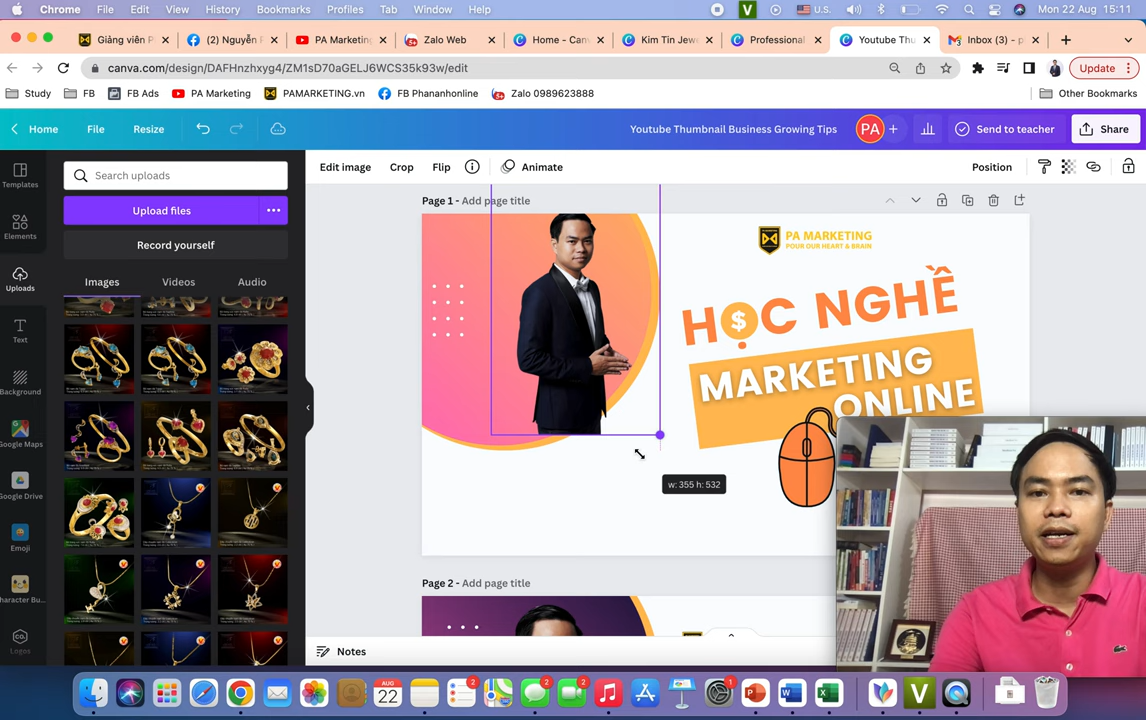 Chrome File Edit View History Bookmarks Profiles Tab Window Help
V U.S. Mon 22 Aug 15:11
Giảng viên P
(2) Nguyễn
PA Marketing
Zalo Web
Home - Can
Kim Tin Jew
Professional
Youtube Thu
Inbox (3) - p
canva.com/design/DAFHnzhxyg4/ZM1sD70aGELJ6WCS35k93w/edit
Update
Study
FB
FB Ads
PA Marketing
PAMARKETING.vn
FB Phananhonline
Zalo 0989623888
Other Bookmarks
Home
File
Resize
Youtube Thumbnail Business Growing Tips
PA
Send to teacher
Share
Templates
Elements
Uploads
Text
Background
Google Maps
Google Drive
Emoji
haracter Bu...
Logos
Search uploads
Upload files
Record yourself
Images
Videos
Audio
Edit image
Crop
Flip
Animate
Position
Page 1 - Add page title
PA MARKETING
POUR OUR HEART & BRAIN
HỌC NGHỀ
$
MARKETING
ONLINE
w: 355 h: 532
Page 2 - Add page title
Notes
AUG
22
2
2
2
1